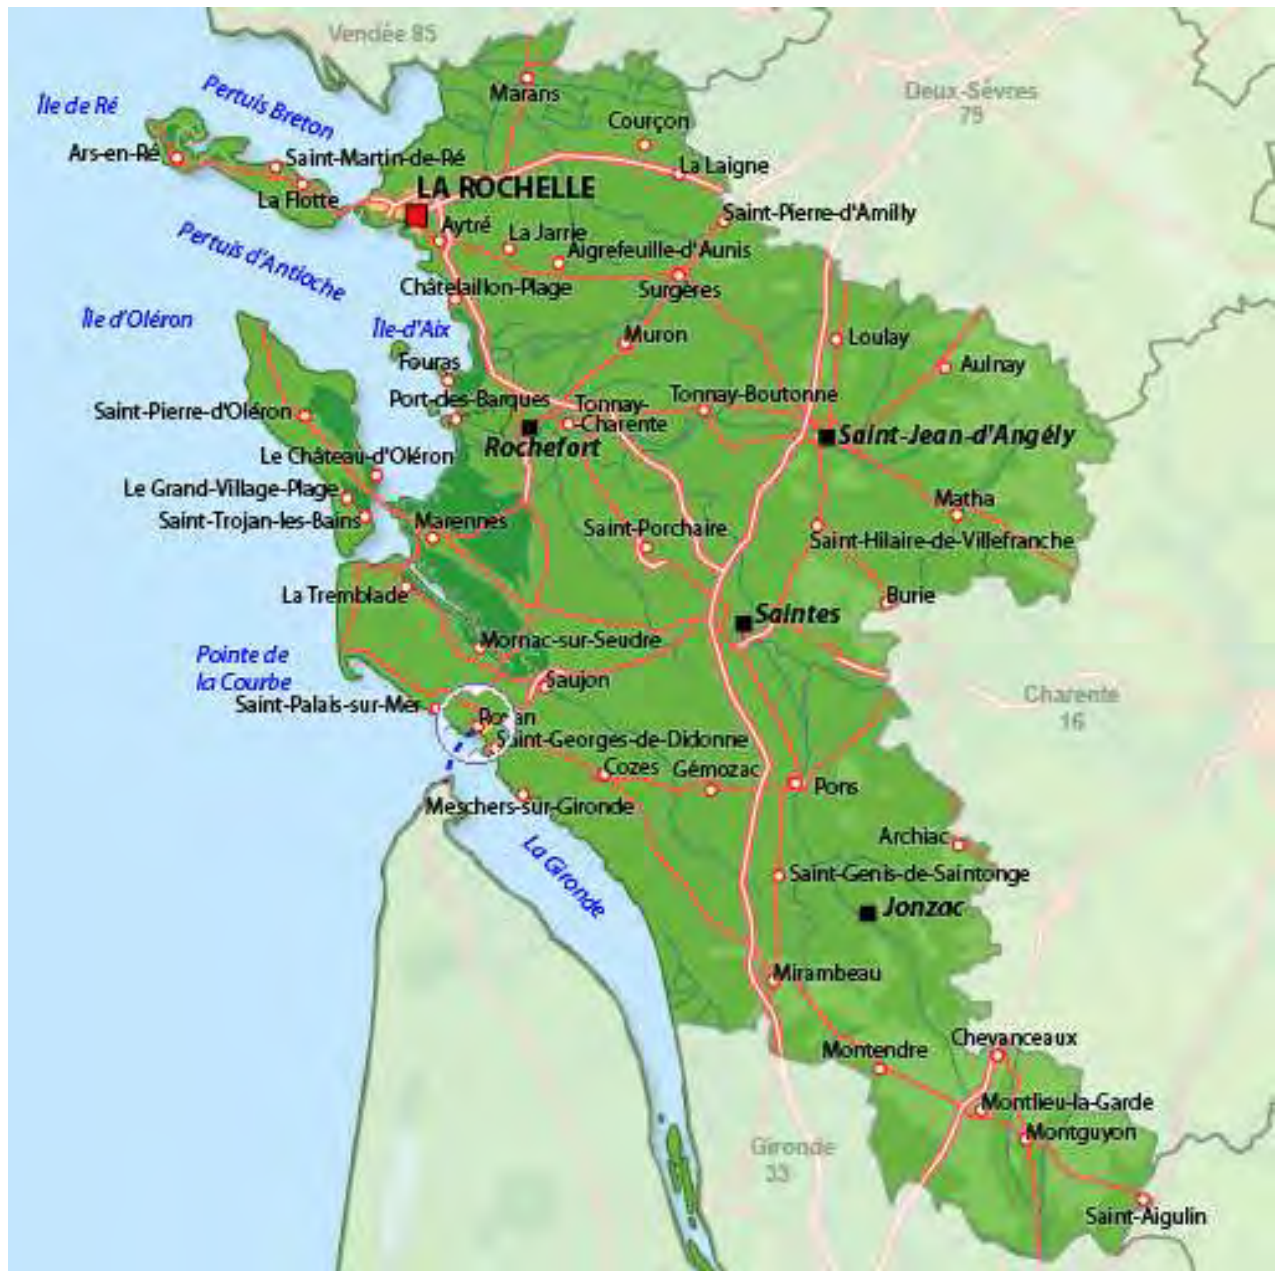 Vendée 85
Deux-Sèvres
79
Pertuis Breton
Île de Ré
Marans
Courçon
Ars-en-Ré
Saint-Martin-de-Ré
La Laigne
La Flotte
LA ROCHELLE
Saint-Pierre-d'Amilly
Aytré
La Jarrie
Aigrefeuille-d'Aunis
Pertuis d'Antioche
Châtelaillon-Plage
Surgères
Île d'Oléron
Île-d'Aix
Muron
Loulay
Fouras
Aulnay
Saint-Pierre-d'Oléron
Port-des-Barques
Tonnay-
Charente
Tonnay-Boutonne
Rochefort
Saint-Jean-d'Angély
Le Château-d'Oléron
Le Grand-Village-Plage
Matha
Saint-Trojan-les-Bains
Marennes
Saint-Porchaire
Saint-Hilaire-de-Villefranche
La Tremblade
Burie
Saintes
Mornac-sur-Seudre
Pointe de
la Courbe
Saujon
Charente
16
Saint-Palais-sur-Mer
Royan
Saint-Georges-de-Didonne
Cozes
Gémozac
Pons
Meschers-sur-Gironde
Archiac
La Gironde
Saint-Genis-de-Saintonge
Jonzac
Mirambeau
Chevanceaux
Montendre
Montlieu-la-Garde
Montguyon
Gironde
33
Saint-Aigulin